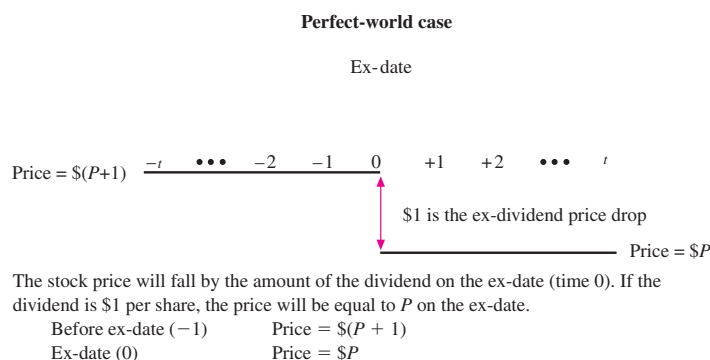 Perfect-world case
Ex-date
Price = $(P+1) −t ••• −2 −1 0 +1 +2 ••• t
$1 is the ex-dividend price drop
Price = $P
The stock price will fall by the amount of the dividend on the ex-date (time 0). If the
dividend is $1 per share, the price will be equal to P on the ex-date.
Before ex-date (−1) Price = $(P + 1)
Ex-date (0) Price = $P